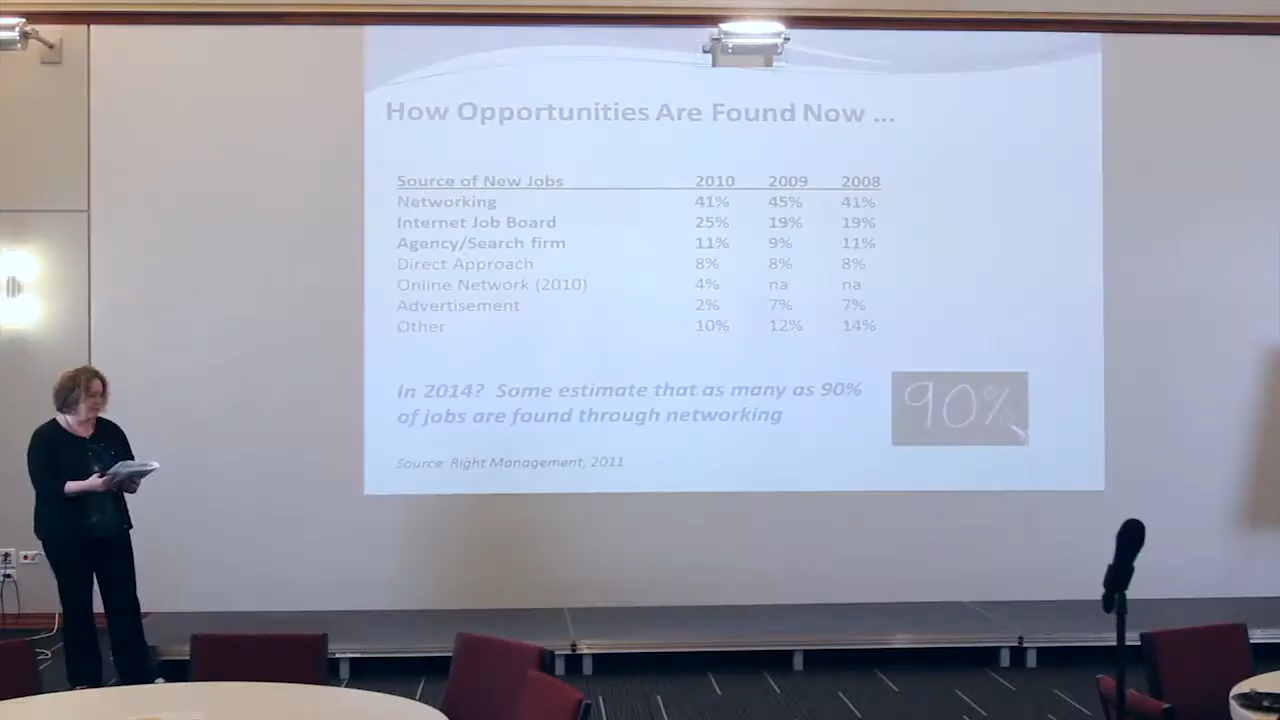 How Opportunities Are Found Now ...
Source of New Jobs 2010 2009 2008
Networking 41% 45% 41%
Internet Job Board 25% 19% 19%
Agency/Search firm 11% 9% 11%
Direct Approach 8% 8% 8%
Online Network (2010) 4% na na
Advertisement 2% 7% 7%
Other 10% 12% 14%
In 2014? Some estimate that as many as 90%
of jobs are found through networking
90%
Source: Right Management, 2011